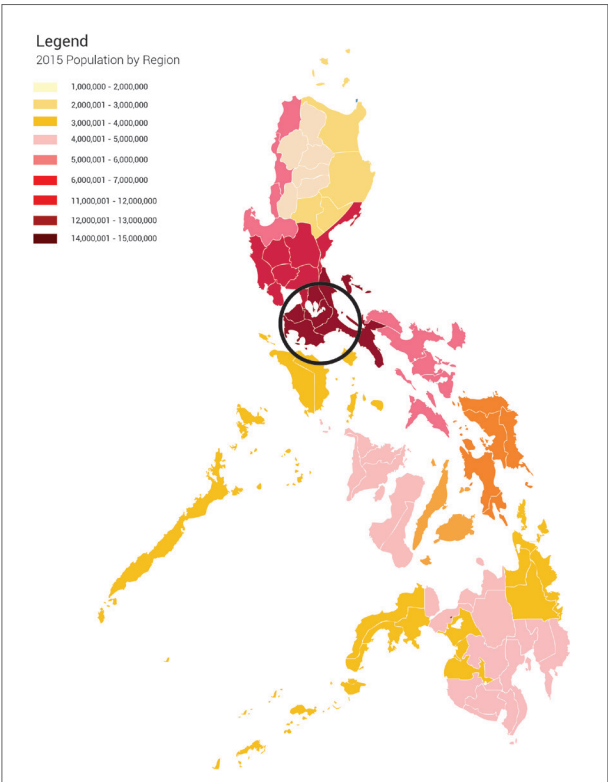 Legend
2015 Population by Region
1,000,000 - 2,000,000
2,000,001 - 3,000,000
3,000,001 - 4,000,000
4,000,001 - 5,000,000
5,000,001 - 6,000,000
6,000,001 - 7,000,000
11,000,001 - 12,000,000
12,000,001 - 13,000,000
14,000,001 - 15,000,000